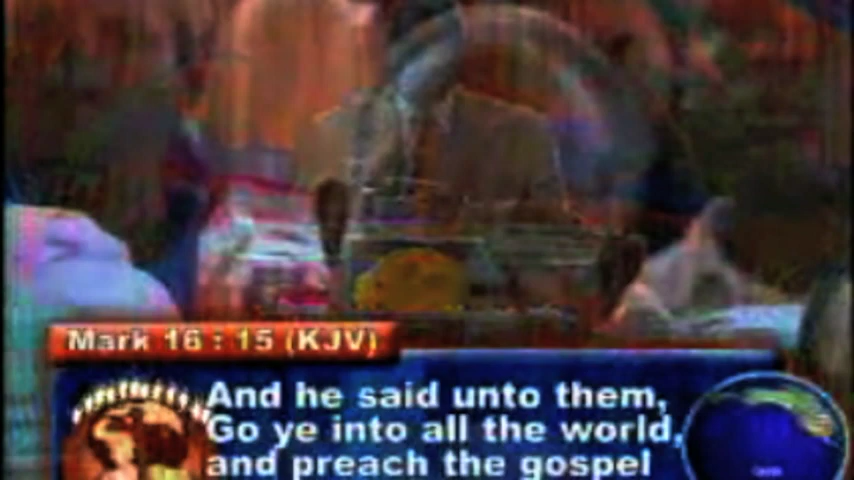 Mark 16 : 15 (KJV)
And he said unto them,
Go ye into all the world,
and preach the gospel